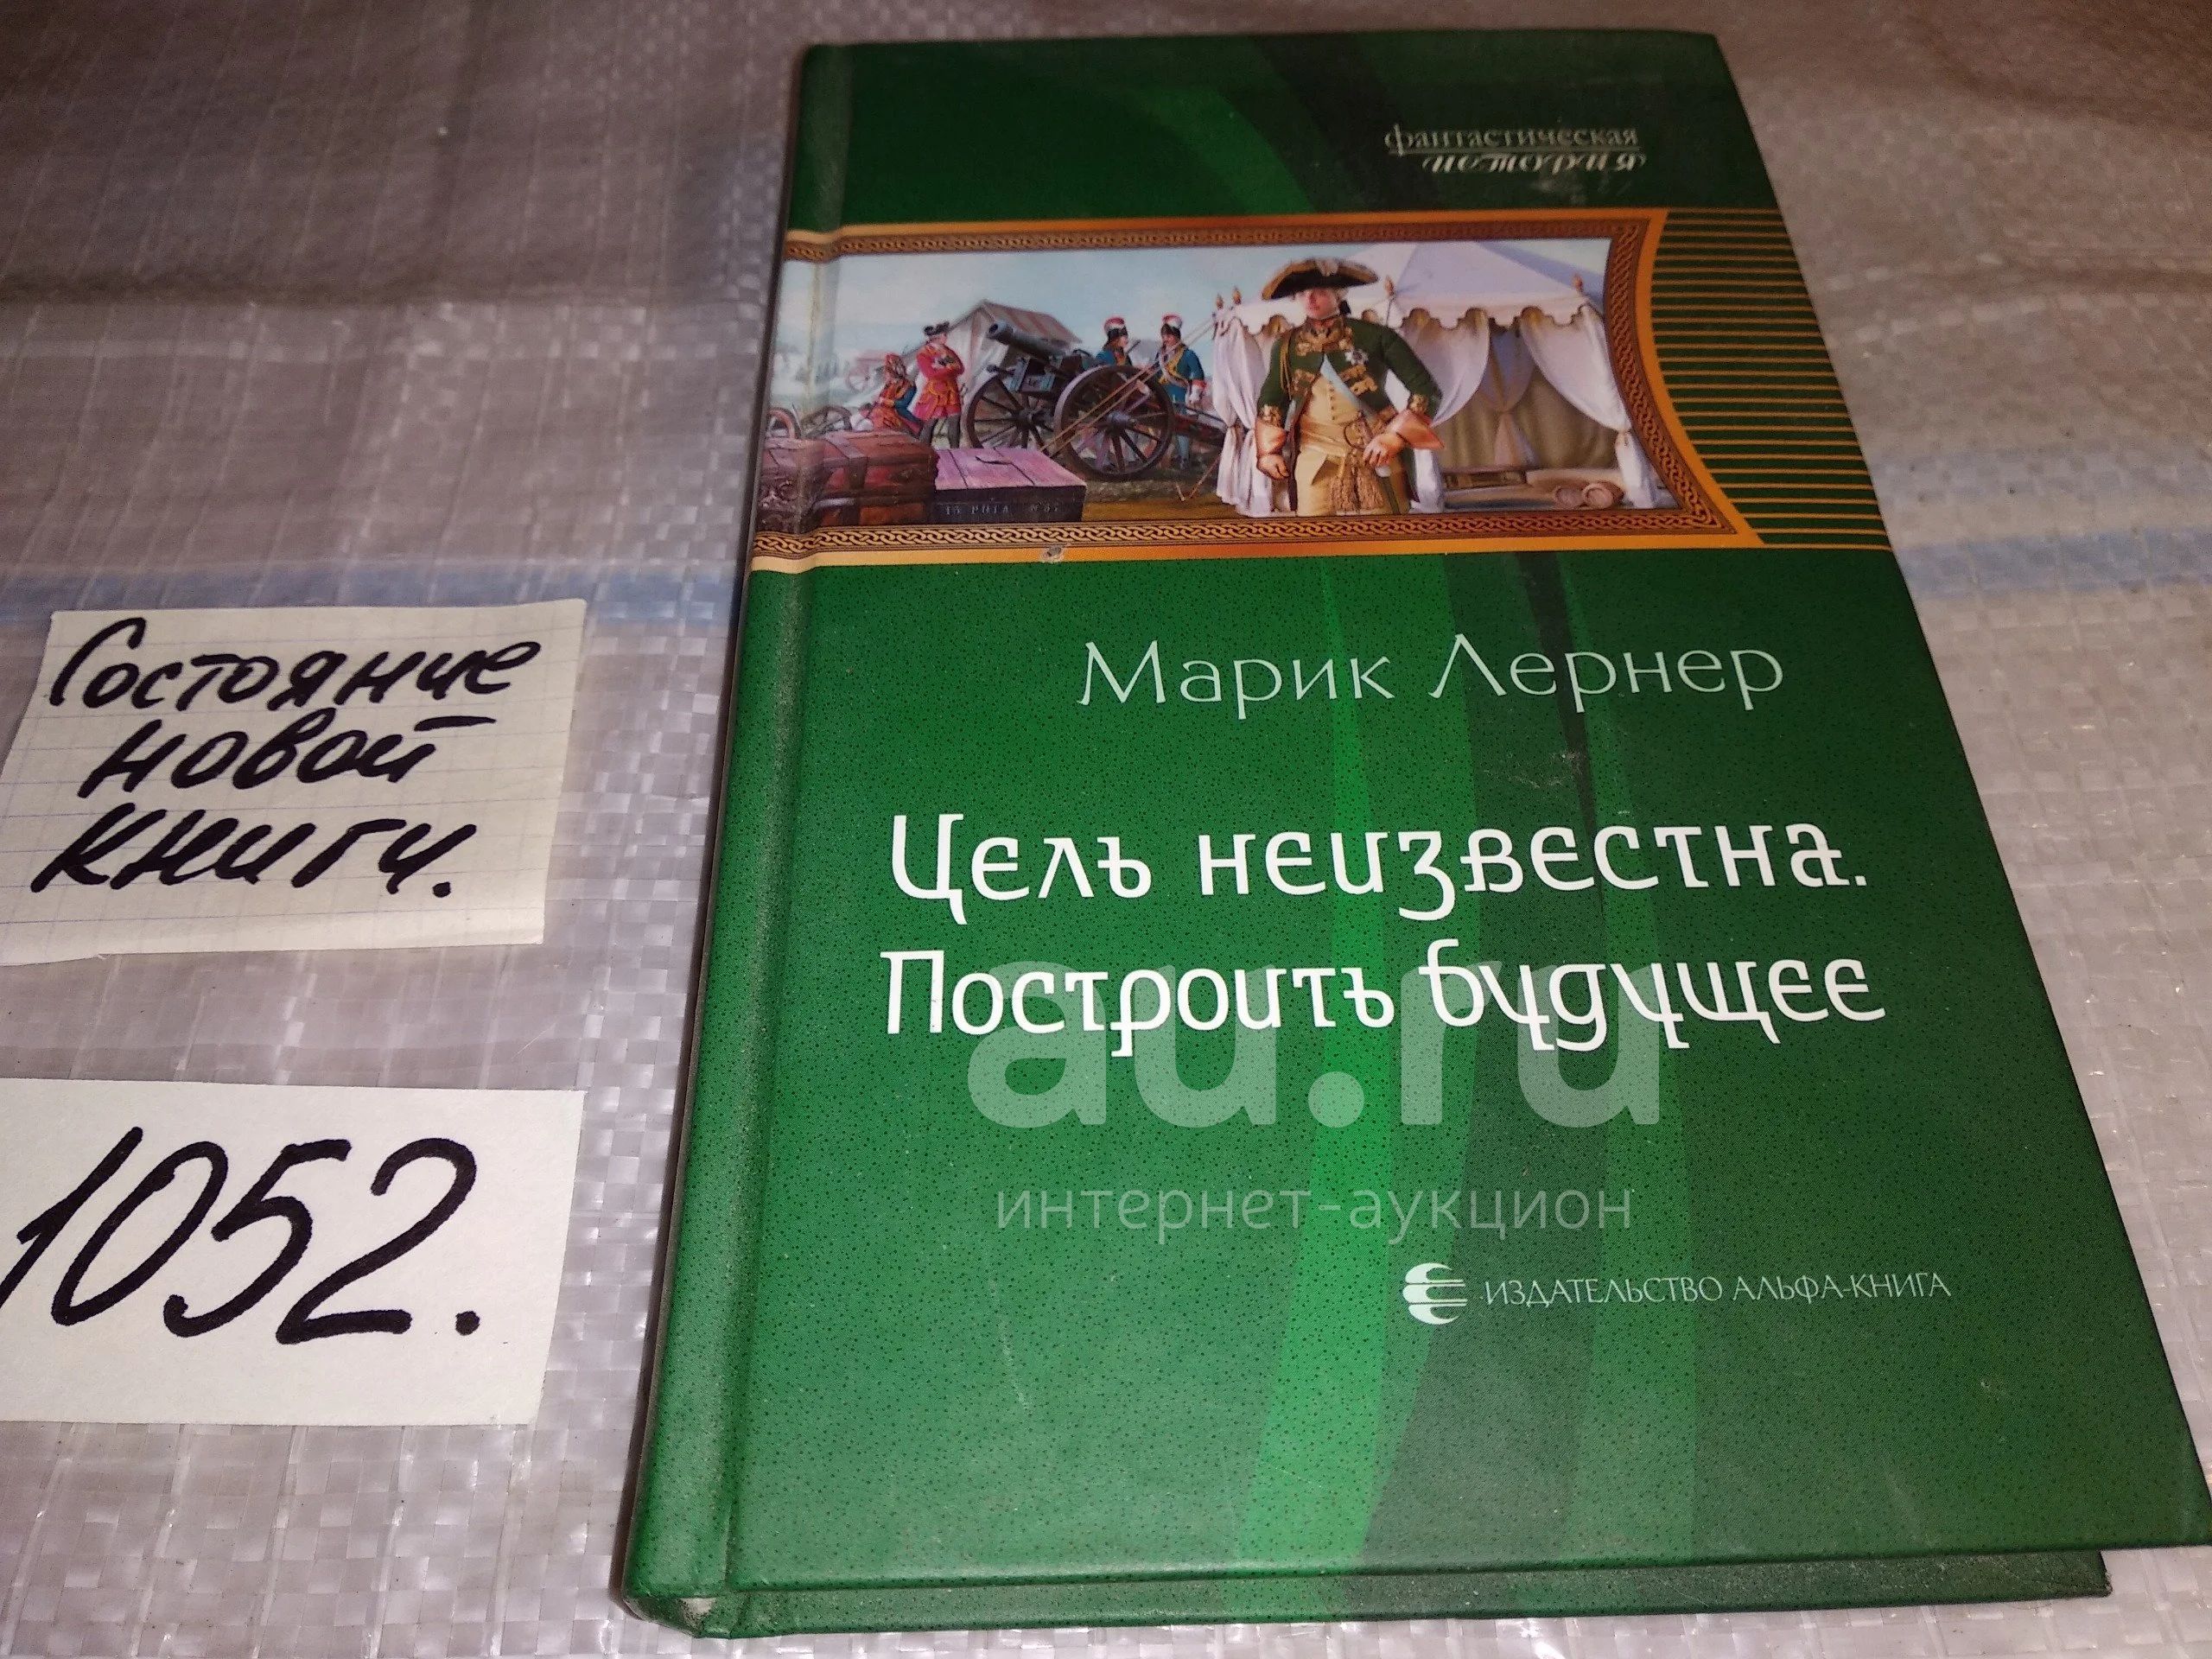 фантастическая
история
Марик Лернер
Цель неизвестна.
Построить будущее
au.ru
интернет-аукцион
ИЗДАТЕЛЬСТВО АЛЬФА-КНИГА
Состояние
новой
книги.
1052.